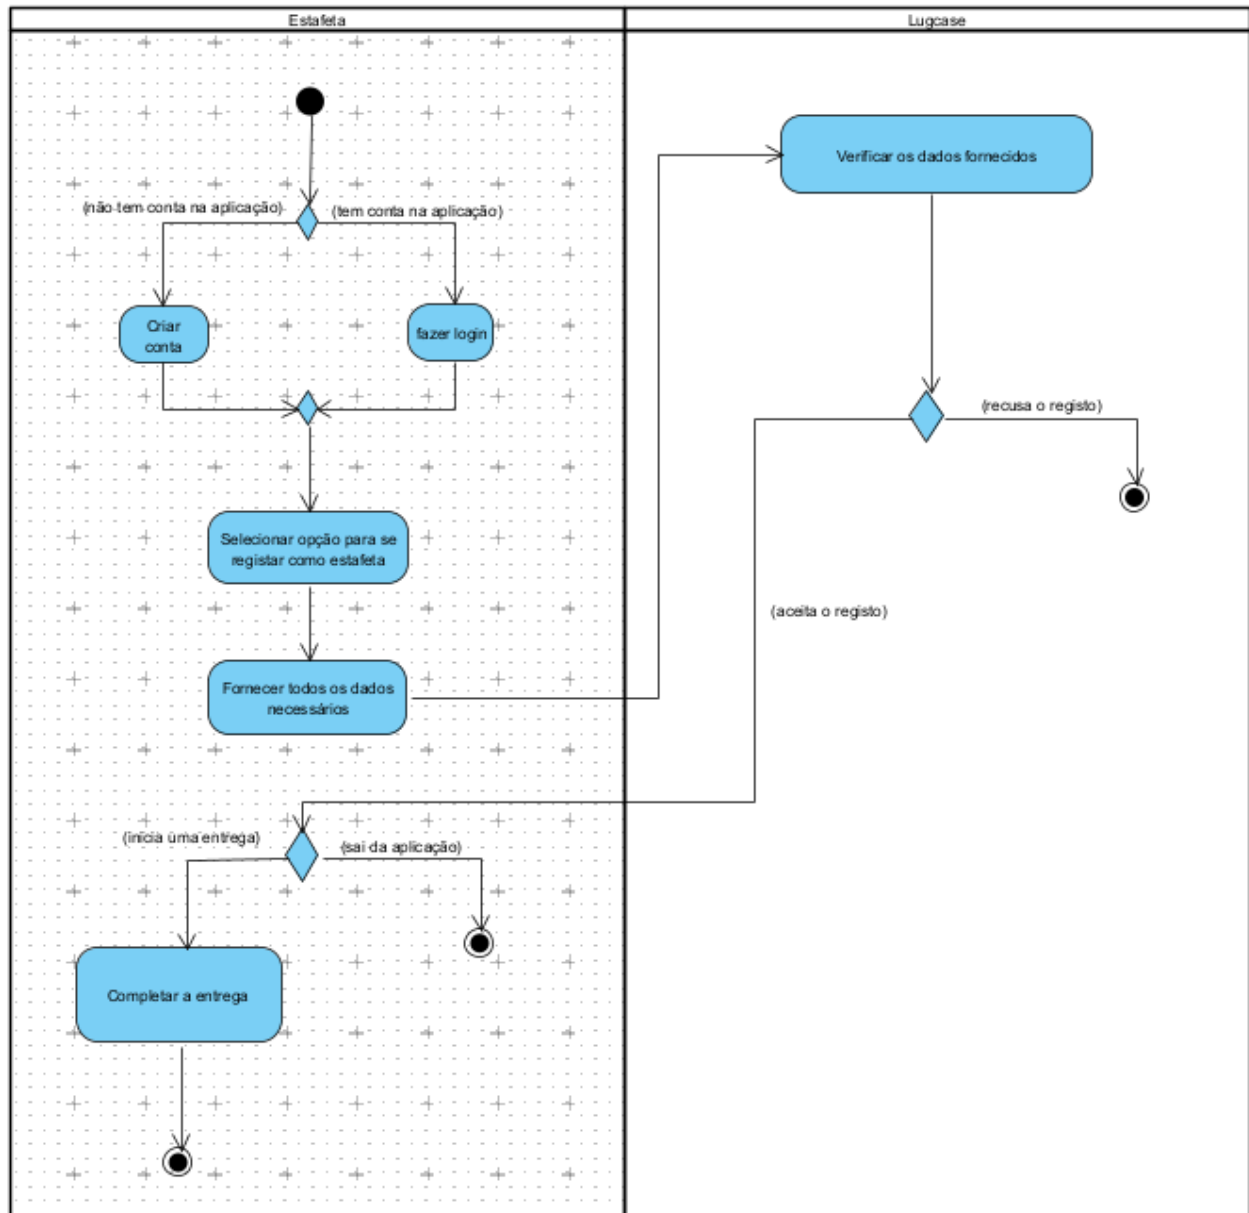 Estafeta
Lugcase
Verificar os dados fornecidos
(não tem conta na aplicação)
(tem conta na aplicação)
Criar
conta
fazer login
(recusa o registo)
Selecionar opção para se
registar como estafeta
(aceita o registo)
Fornecer todos os dados
necessários
(inicia uma entrega)
(sai da aplicação)
Completar a entrega